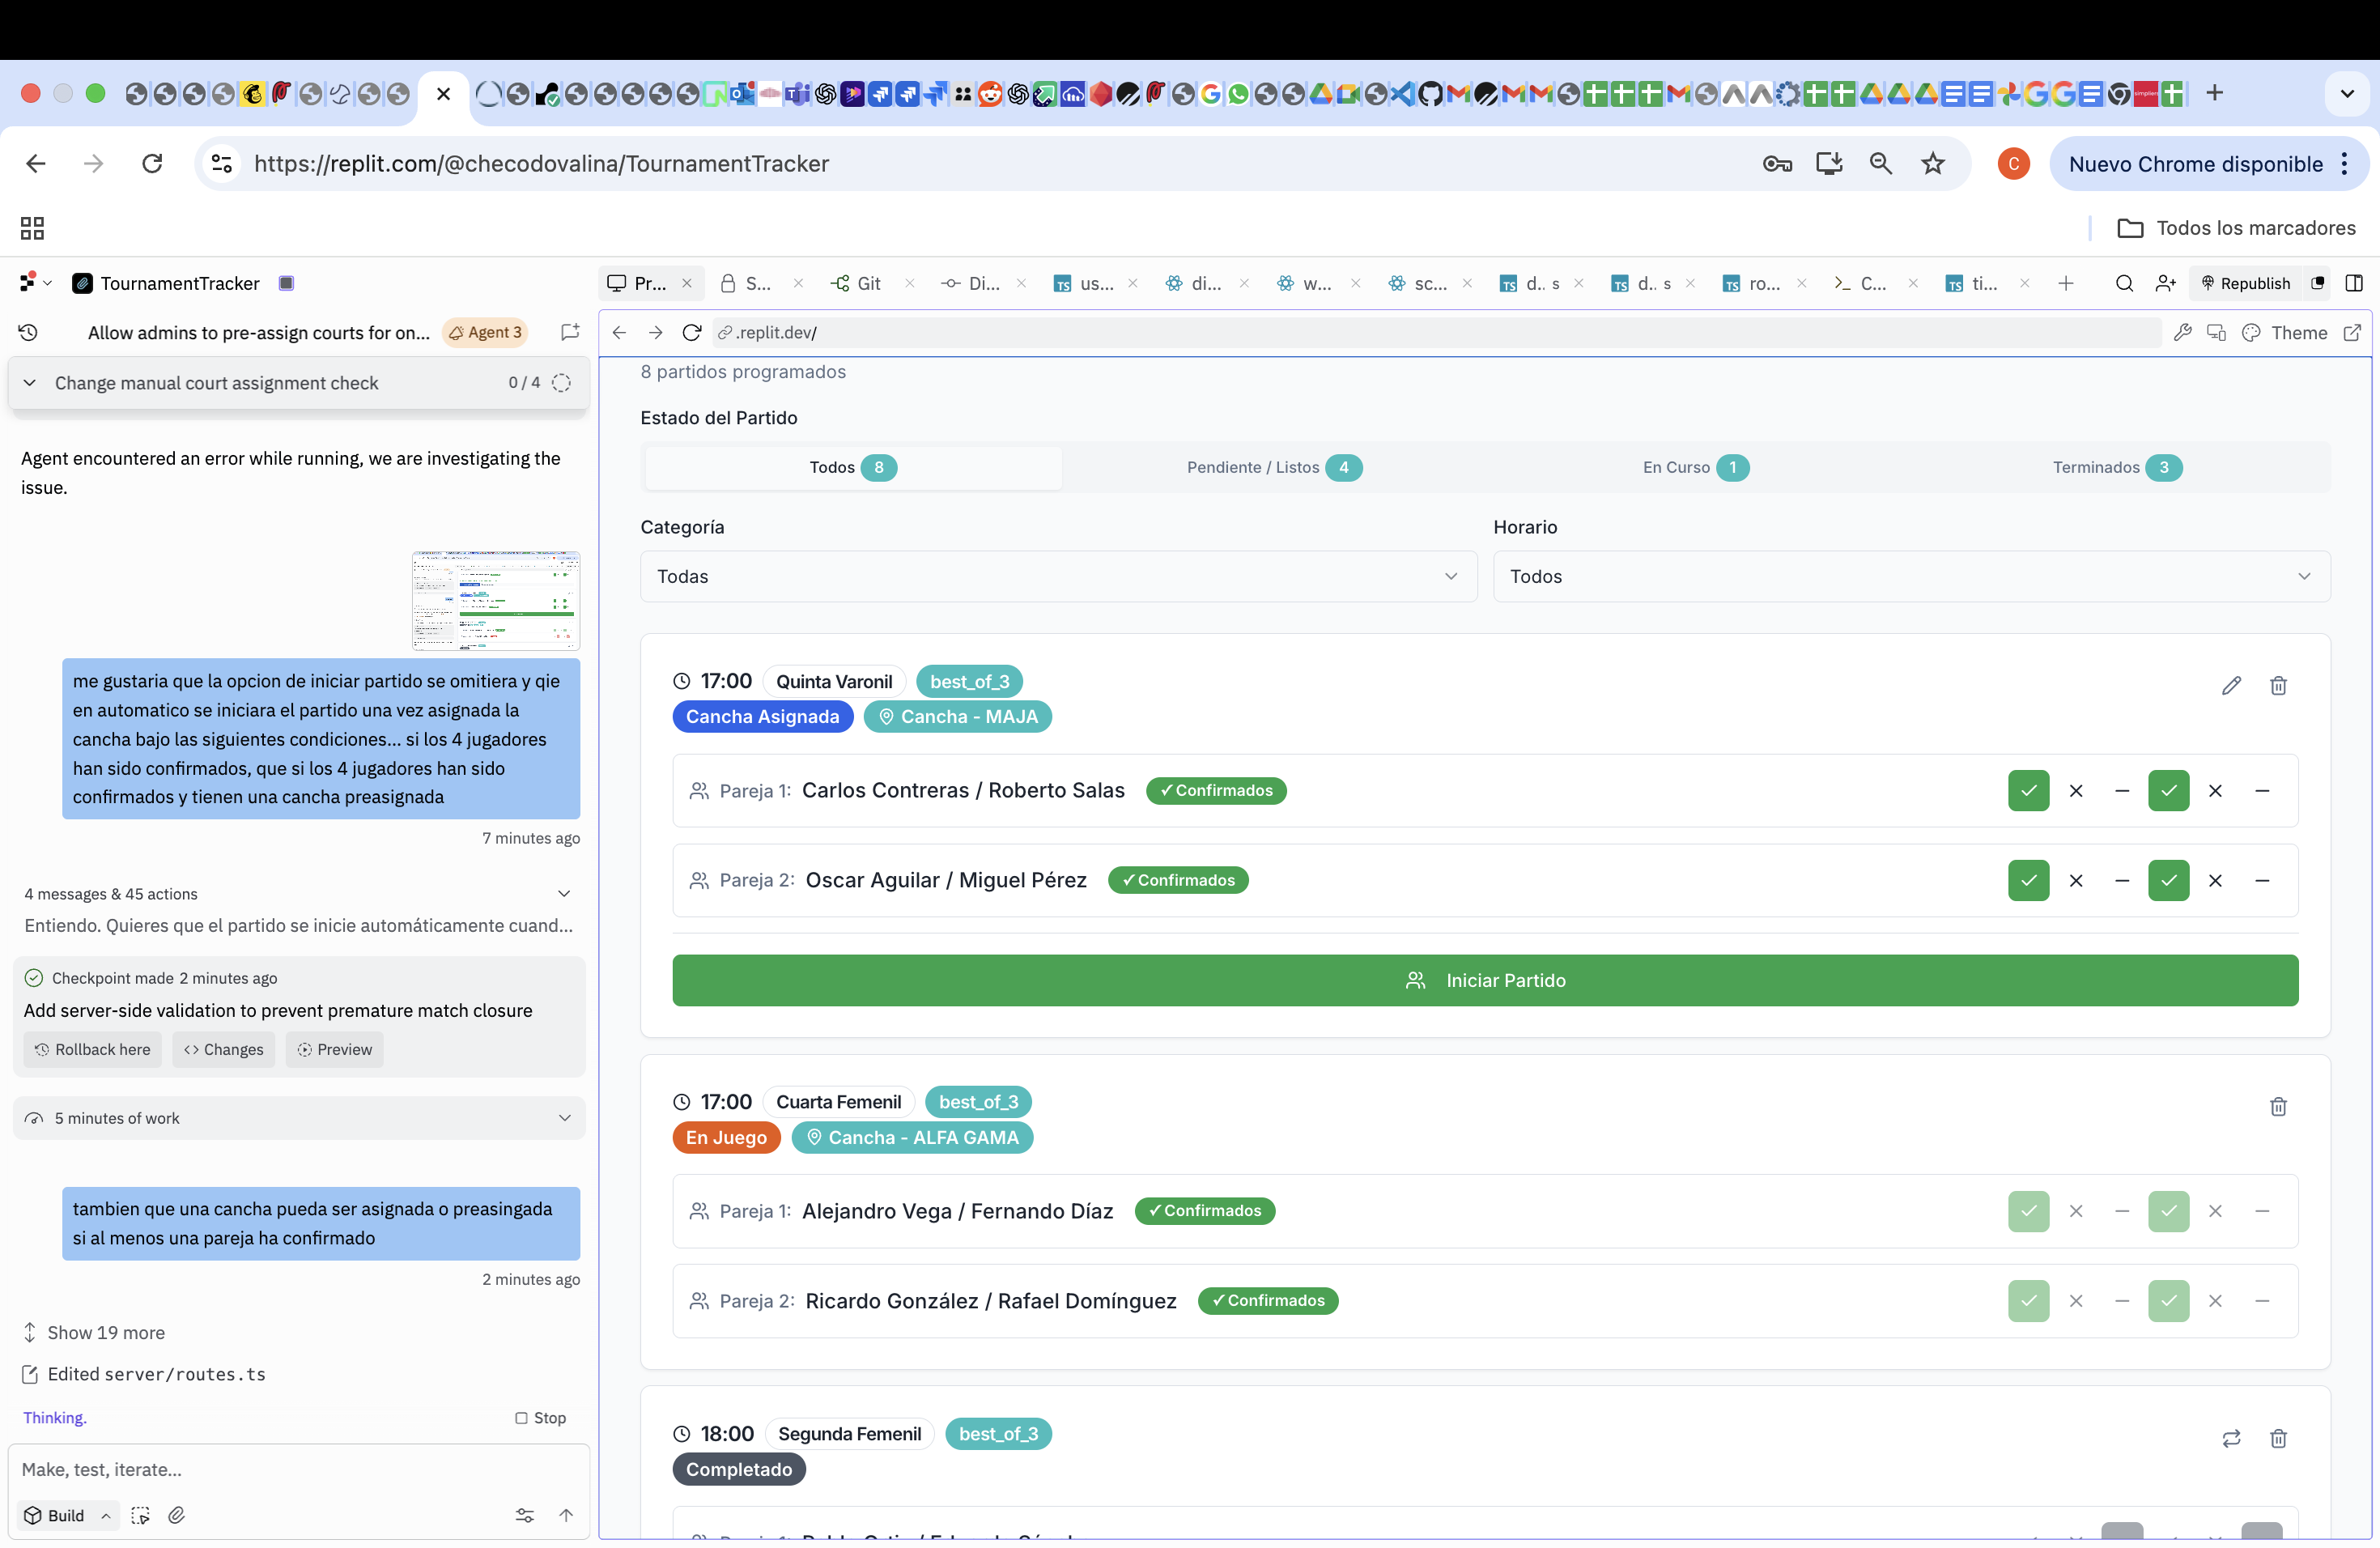 https://replit.com/@checodovalina/TournamentTracker
C
Nuevo Chrome disponible
Todos los marcadores
TournamentTracker
Pr...
S...
Git
Di...
us...
di...
w...
sc...
d.. s
d.. s
ro...
C...
ti...
Republish
Allow admins to pre-assign courts for on...
Agent 3
.replit.dev/
Theme
Change manual court assignment check
0 / 4
Agent encountered an error while running, we are investigating the
issue.
me gustaria que la opcion de iniciar partido se omitiera y qie
en automatico se iniciara el partido una vez asignada la
cancha bajo las siguientes condiciones... si los 4 jugadores
han sido confirmados, que si los 4 jugadores han sido
confirmados y tienen una cancha preasignada
7 minutes ago
4 messages & 45 actions
Entiendo. Quieres que el partido se inicie automáticamente cuand...
Checkpoint made 2 minutes ago
Add server-side validation to prevent premature match closure
Rollback here
Changes
Preview
5 minutes of work
tambien que una cancha pueda ser asignada o preasingada
si al menos una pareja ha confirmado
2 minutes ago
Show 19 more
Edited server/routes.ts
Thinking.
Stop
Make, test, iterate...
Build
8 partidos programados
Estado del Partido
Todos 8
Pendiente / Listos 4
En Curso 1
Terminados 3
Categoría
Horario
Todas
Todos
17:00 Quinta Varonil best_of_3
Cancha Asignada Cancha - MAJA
Pareja 1: Carlos Contreras / Roberto Salas ✓ Confirmados
Pareja 2: Oscar Aguilar / Miguel Pérez ✓ Confirmados
Iniciar Partido
17:00 Cuarta Femenil best_of_3
En Juego Cancha - ALFA GAMA
Pareja 1: Alejandro Vega / Fernando Díaz ✓ Confirmados
Pareja 2: Ricardo González / Rafael Domínguez ✓ Confirmados
18:00 Segunda Femenil best_of_3
Completado